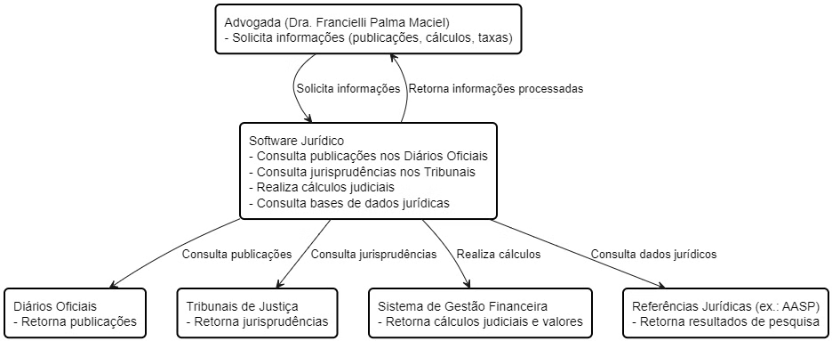 Advogada (Dra. Francielli Palma Maciel)
- Solicita informações (publicações, cálculos, taxas)
Solicita informações
Retorna informações processadas
Software Jurídico
- Consulta publicações nos Diários Oficiais
- Consulta jurisprudências nos Tribunais
- Realiza cálculos judiciais
- Consulta bases de dados jurídicas
Consulta publicações
Consulta jurisprudências
Realiza cálculos
Consulta dados jurídicos
Diários Oficiais
- Retorna publicações
Tribunais de Justiça
- Retorna jurisprudências
Sistema de Gestão Financeira
- Retorna cálculos judiciais e valores
Referências Jurídicas (ex.: AASP)
- Retorna resultados de pesquisa